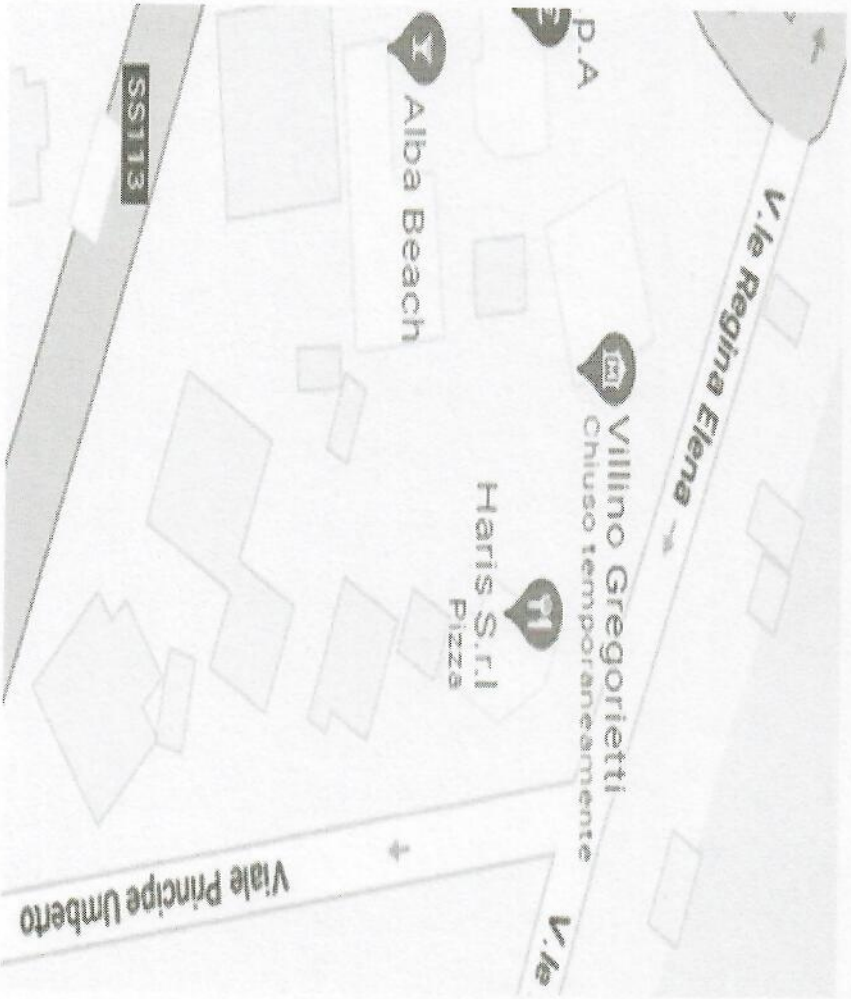 P.A
V.le Regina Elena
Villino Gregorietti
Chiuso temporaneamente
Alba Beach
SS113
Haris S.r.l
Pizza
V.le
Viale Principe Umberto